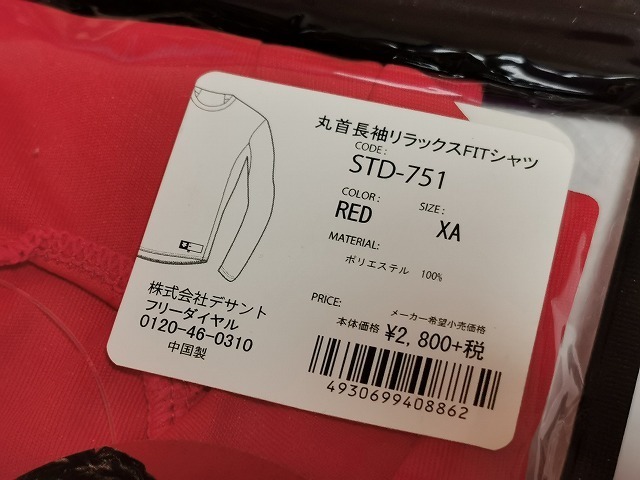 丸首長袖リラックスFITシャツ
CODE:
STD-751
COLOR:
RED
SIZE:
XA
MATERIAL:
ポリエステル 100%
PRICE:
メーカー希望小売価格
本体価格 ¥2,800+税
4930699408862
株式会社デサント
フリーダイヤル
0120-46-0310
中国製